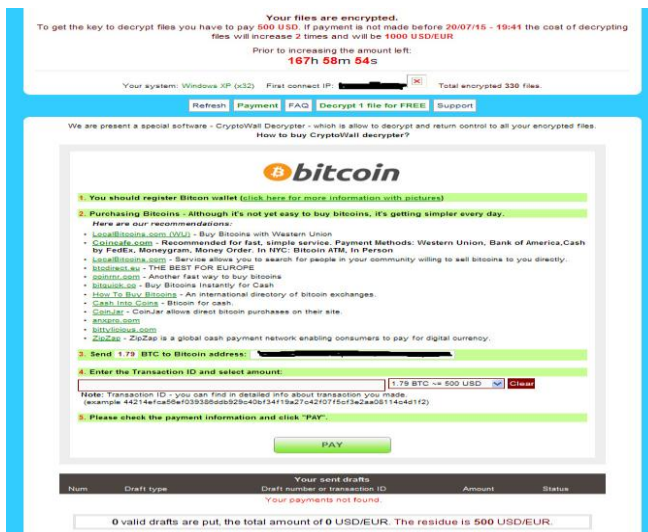 Your files are encrypted.
To get the key to decrypt files you have to pay 500 USD. If payment is not made before 20/07/15 - 19:41 the cost of decrypting
files will increase 2 times and will be 1000 USD/EUR
Prior to increasing the amount left:
167h 58m 54s
Your system: Windows XP (x32) First connect IP: Total encrypted 330 files.
Refresh Payment FAQ Decrypt 1 file for FREE Support
We are present a special software - CryptoWall Decrypter - which is allow to decrypt and return control to all your encrypted files.
How to buy CryptoWall decrypter?
bitcoin
1. You should register Bitcon wallet (click here for more information with pictures)
2. Purchasing Bitcoins - Although it's not yet easy to buy bitcoins, it's getting simpler every day.
Here are our recommendations:
• LocalBitcoins.com (WU) - Buy Bitcoins with Western Union
• Coincafe.com - Recommended for fast, simple service. Payment Methods: Western Union, Bank of America,Cash
by FedEx, Moneygram, Money Order. In NYC: Bitcoin ATM, In Person
• LocalBitcoins.com - Service allows you to search for people in your community willing to sell bitcoins to you directly.
• btcdirect.eu - THE BEST FOR EUROPE
• coinrnr.com - Another fast way to buy bitcoins
• bitquick.co - Buy Bitcoins Instantly for Cash
• How To Buy Bitcoins - An international directory of bitcoin exchanges.
• Cash Into Coins - Bitcoin for cash.
• CoinJar - CoinJar allows direct bitcoin purchases on their site.
• anxpro.com
• bittylicious.com
• ZipZap - ZipZap is a global cash payment network enabling consumers to pay for digital currency.
3. Send 1.79 BTC to Bitcoin address:
4. Enter the Transaction ID and select amount:
1.79 BTC ~= 500 USD Clear
Note: Transaction ID - you can find in detailed info about transaction you made.
(example 44214efca56ef039386ddb929c40bf34f19a27c42f07f5cf3e2aa08114c4d1f2)
5. Please check the payment information and click "PAY".
PAY
Your sent drafts
Num Draft type Draft number or transaction ID Amount Status
Your payments not found.
0 valid drafts are put, the total amount of 0 USD/EUR. The residue is 500 USD/EUR.